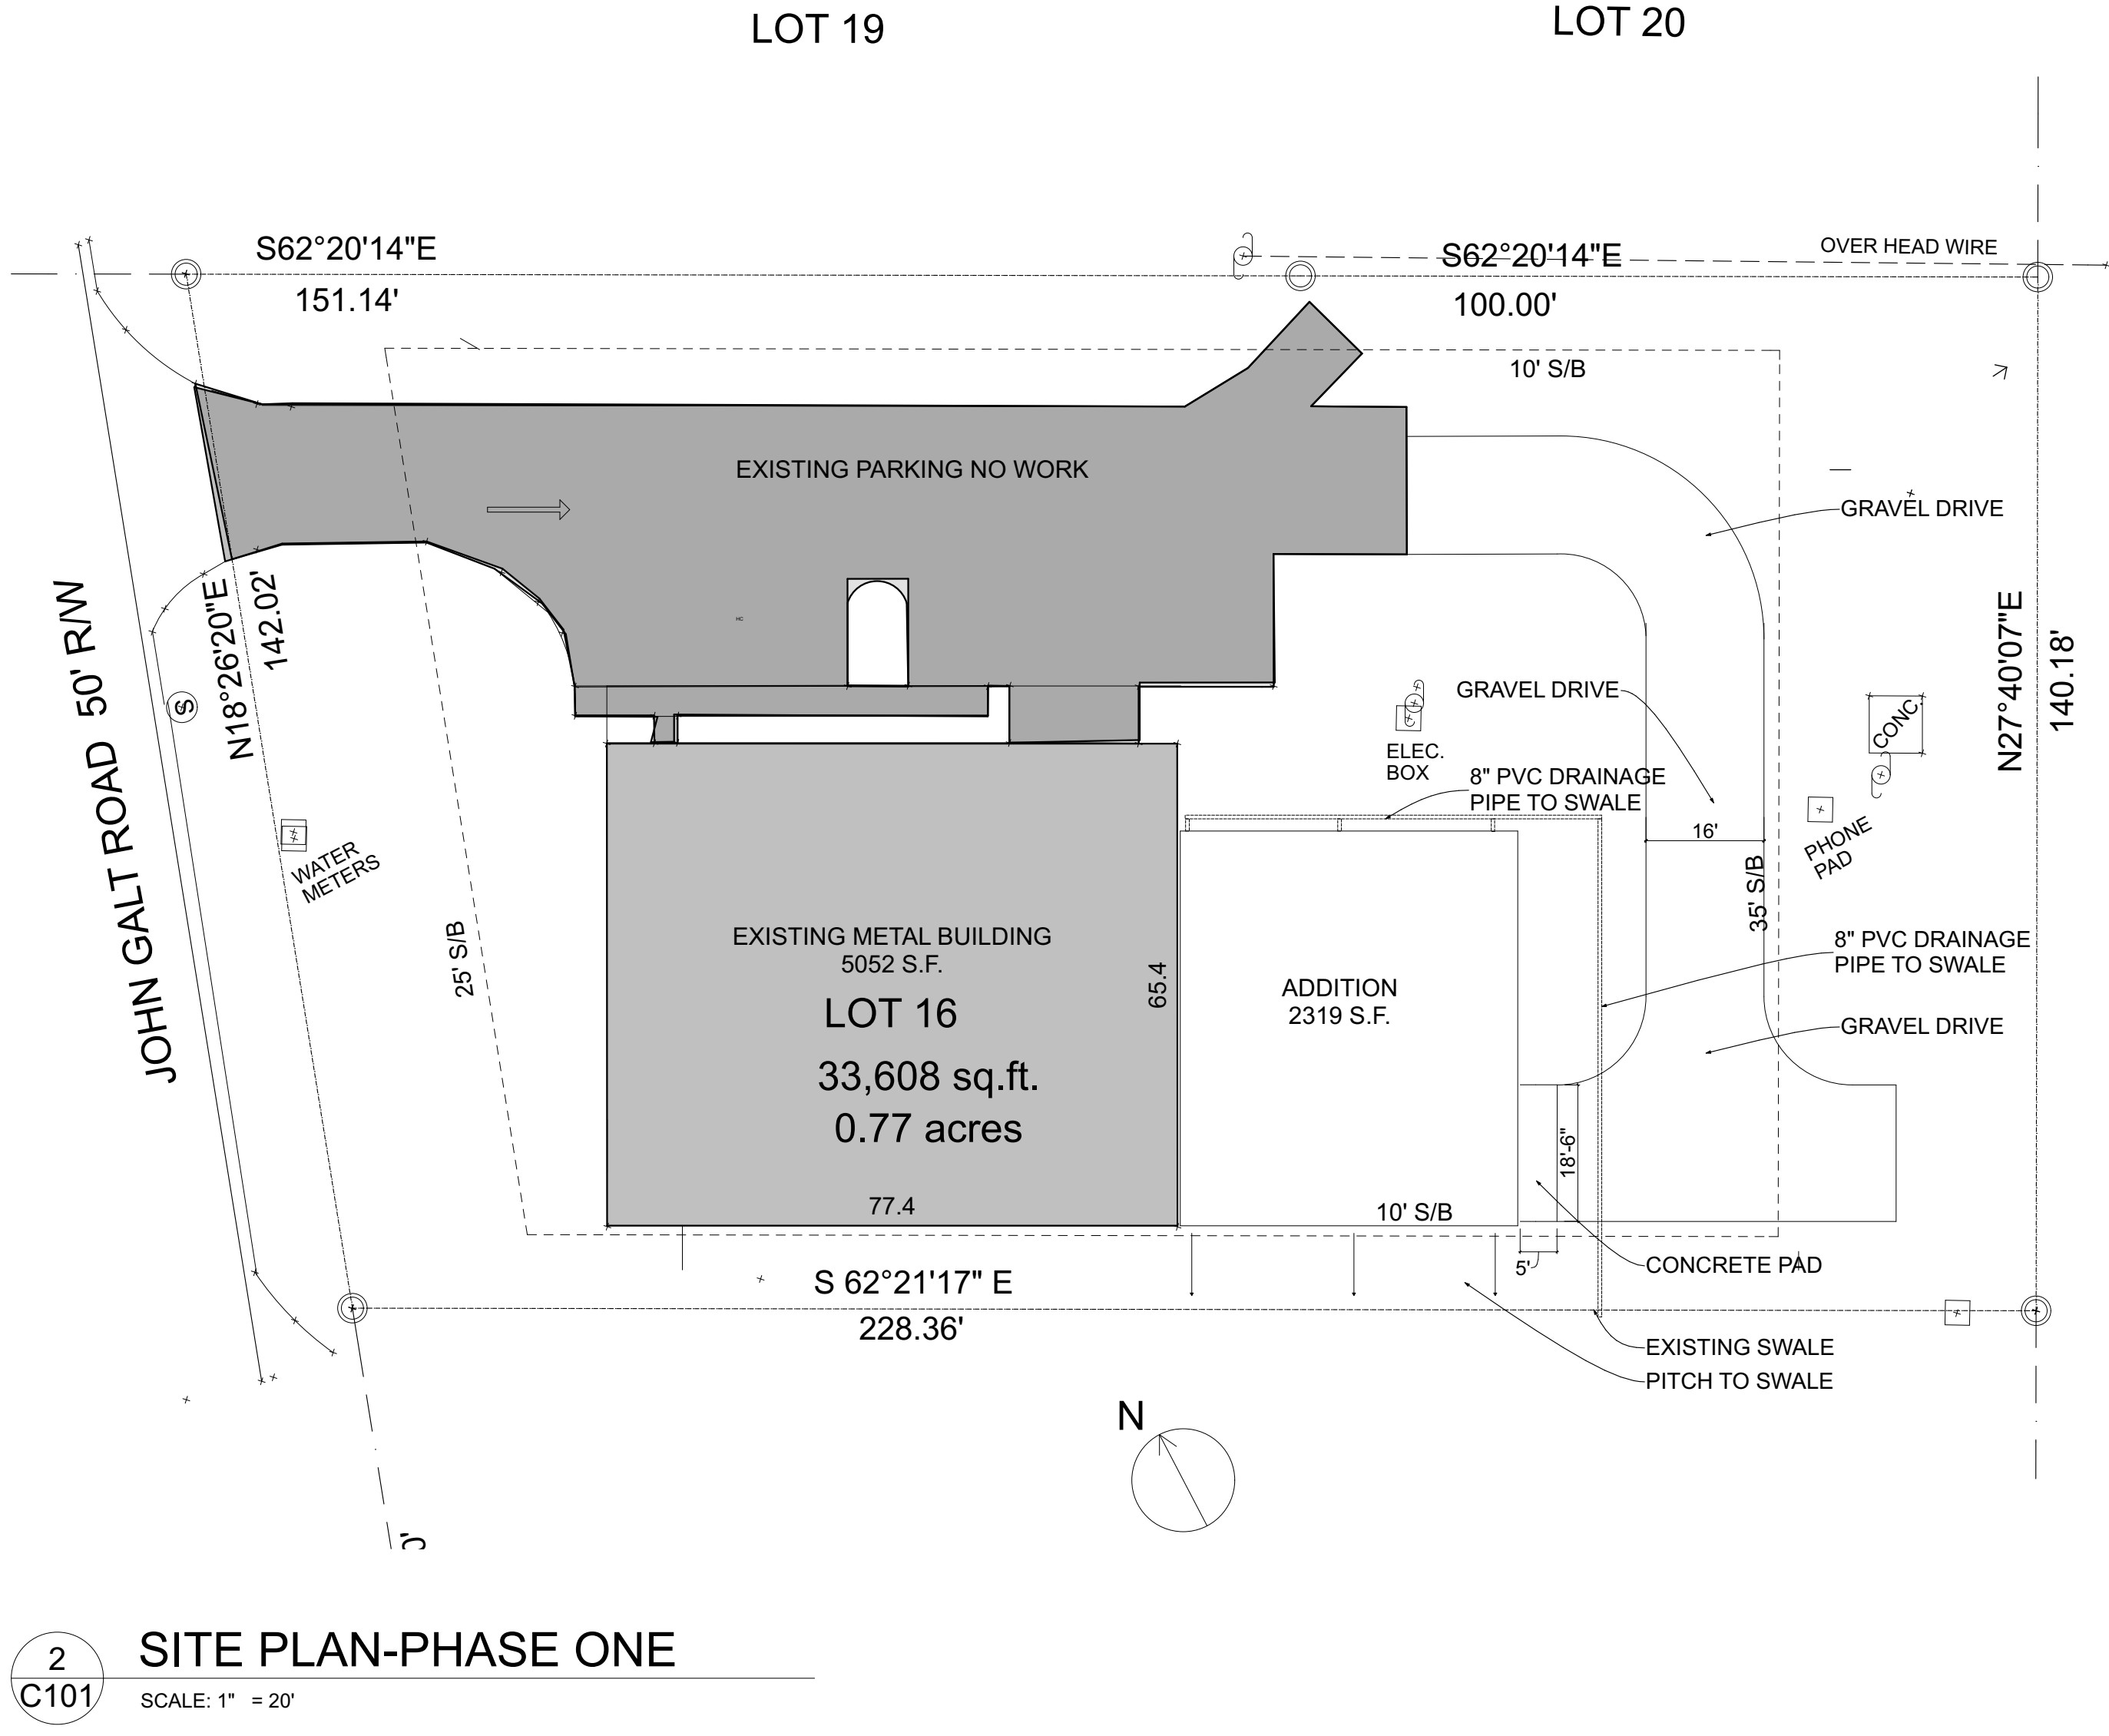 LOT 19
LOT 20
S62°20'14"E
151.14'
S62°20'14"E
100.00'
OVER HEAD WIRE
10' S/B
EXISTING PARKING NO WORK
GRAVEL DRIVE
HC
JOHN GALT ROAD 50' R/W
S
N18°26'20"E
142.02'
N27°40'07"E
140.18'
GRAVEL DRIVE
CONC.
ELEC.
BOX
8" PVC DRAINAGE
PIPE TO SWALE
16'
PHONE
PAD
WATER
METERS
35' S/B
25' S/B
EXISTING METAL BUILDING
5052 S.F.
LOT 16
33,608 sq.ft.
0.77 acres
65.4
77.4
ADDITION
2319 S.F.
8" PVC DRAINAGE
PIPE TO SWALE
GRAVEL DRIVE
18'-6"
10' S/B
5'
CONCRETE PAD
S 62°21'17" E
228.36'
EXISTING SWALE
PITCH TO SWALE
N
2
C101
SITE PLAN-PHASE ONE
SCALE: 1" = 20'